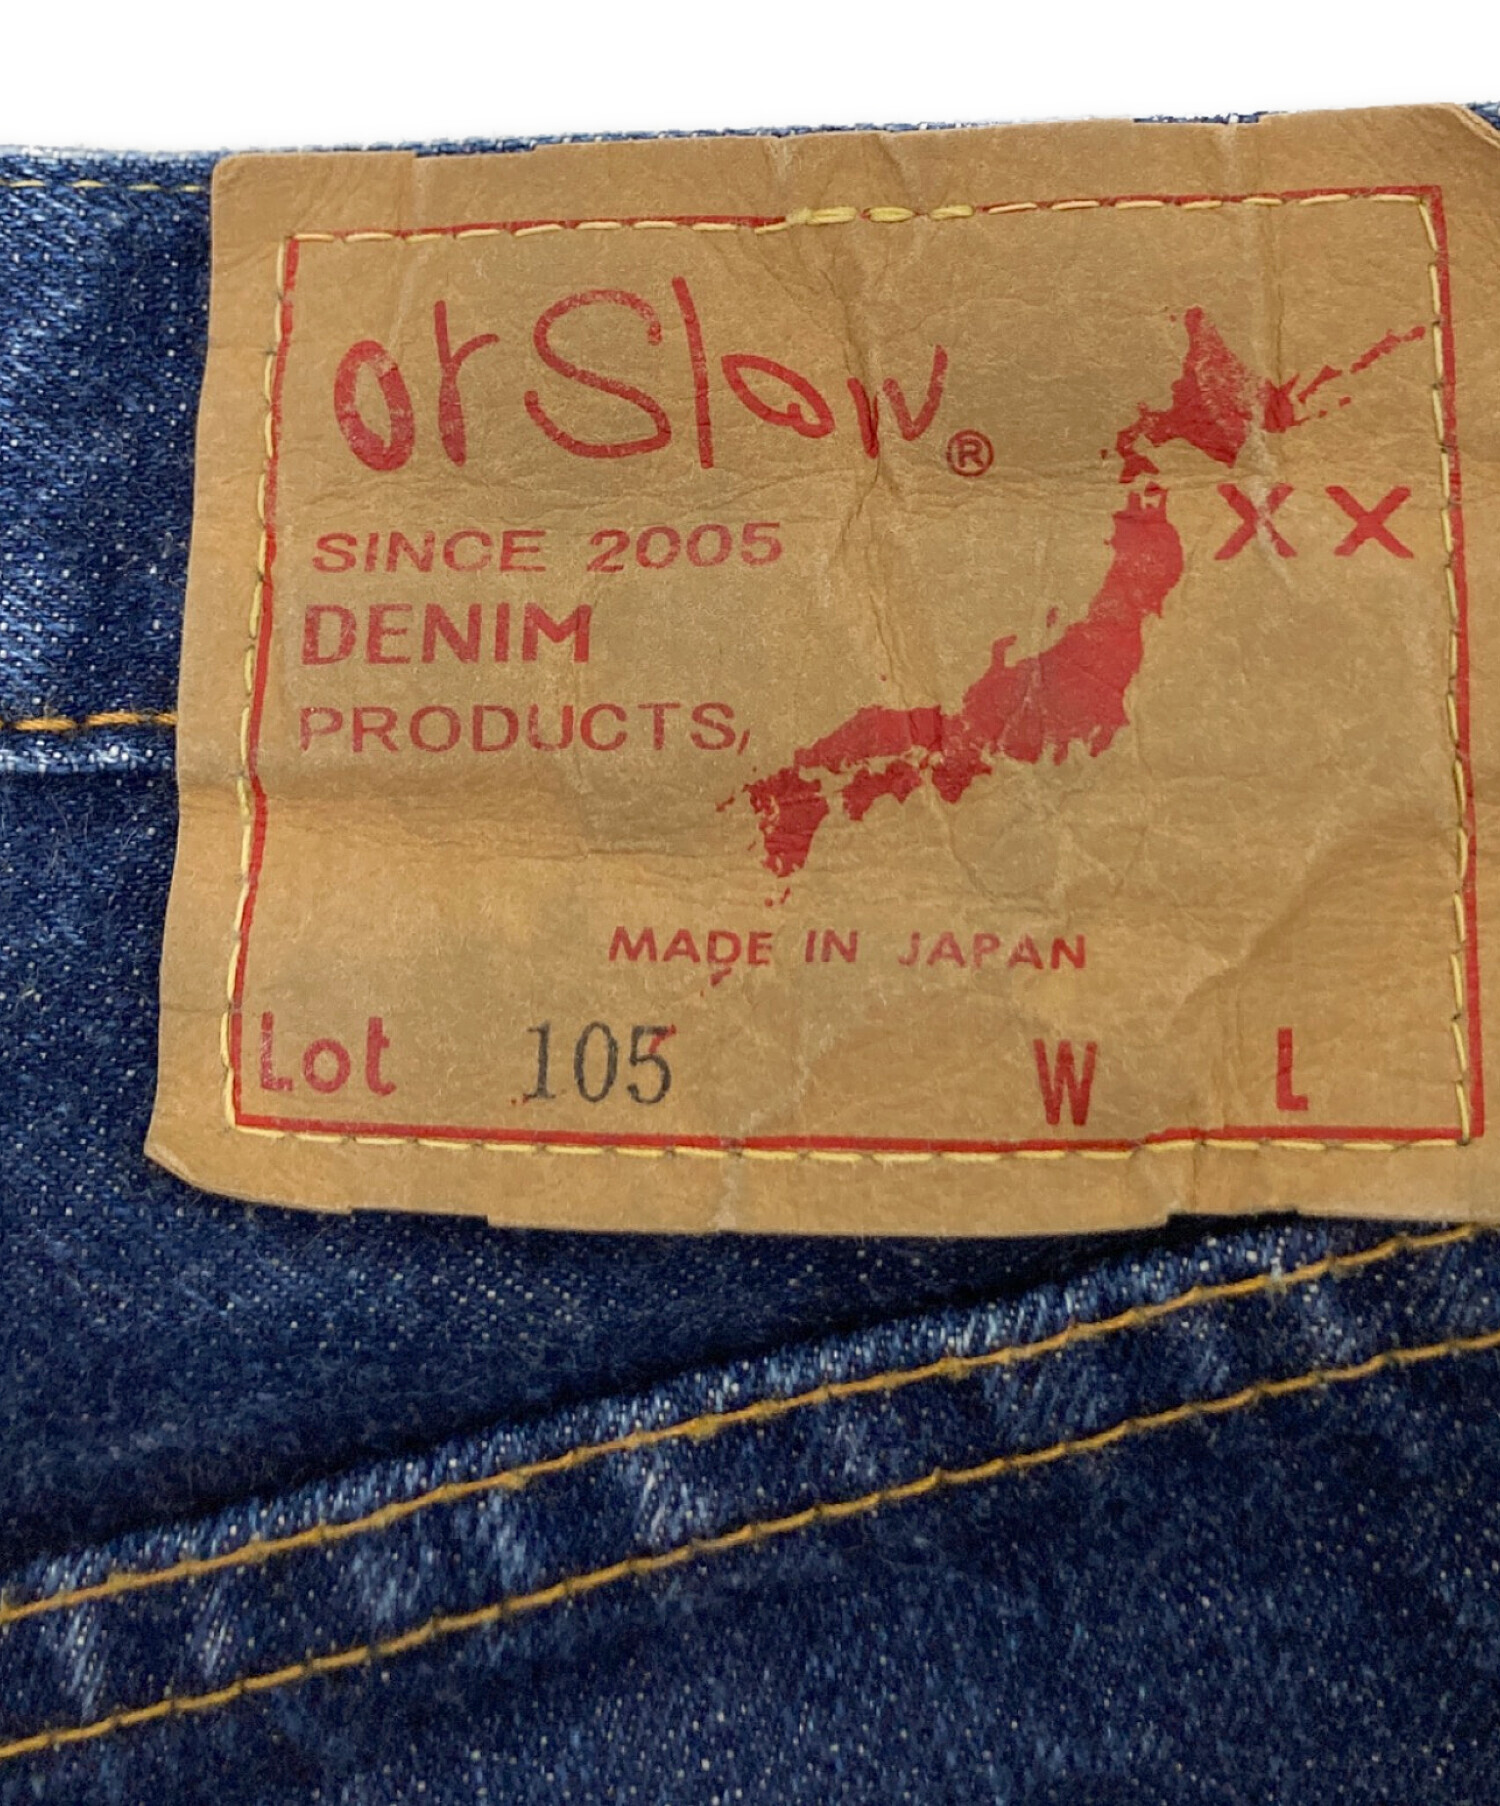 orSlow®
XX
SINCE 2005
DENIM
PRODUCTS,
MADE IN JAPAN
Lot 105 W L